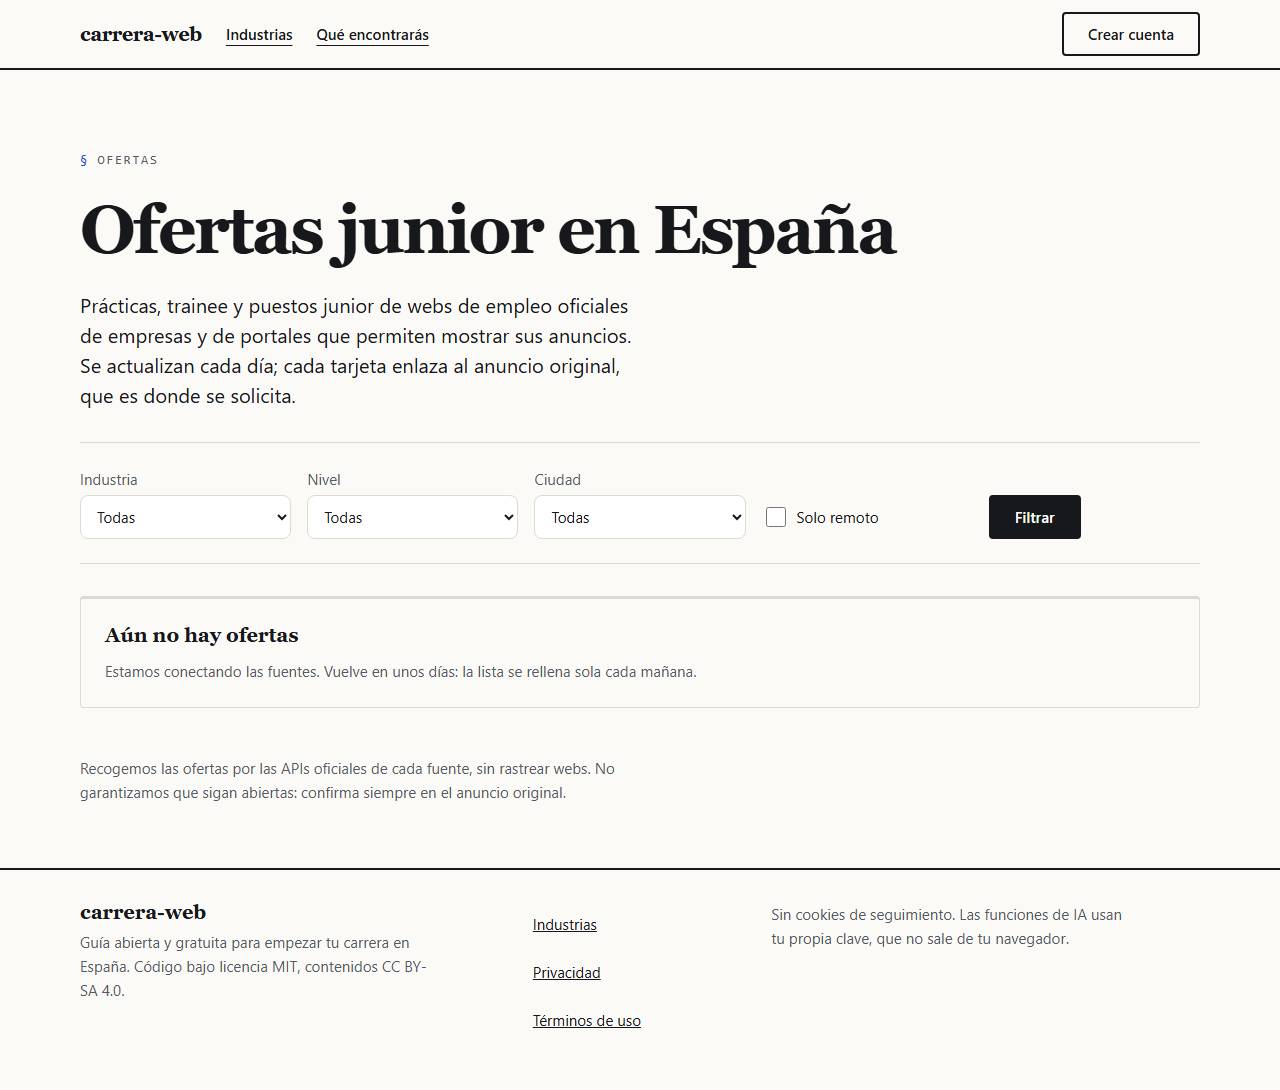 carrera-web
Industrias
Qué encontrarás
Crear cuenta
§ OFERTAS
Ofertas junior en España
Prácticas, trainee y puestos junior de webs de empleo oficiales
de empresas y de portales que permiten mostrar sus anuncios.
Se actualizan cada día; cada tarjeta enlaza al anuncio original,
que es donde se solicita.
Industria
Nivel
Ciudad
Todas
Todas
Todas
Solo remoto
Filtrar
Aún no hay ofertas
Estamos conectando las fuentes. Vuelve en unos días: la lista se rellena sola cada mañana.
Recogemos las ofertas por las APIs oficiales de cada fuente, sin rastrear webs. No
garantizamos que sigan abiertas: confirma siempre en el anuncio original.
carrera-web
Guía abierta y gratuita para empezar tu carrera en
España. Código bajo licencia MIT, contenidos CC BY-
SA 4.0.
Industrias
Privacidad
Términos de uso
Sin cookies de seguimiento. Las funciones de IA usan
tu propia clave, que no sale de tu navegador.